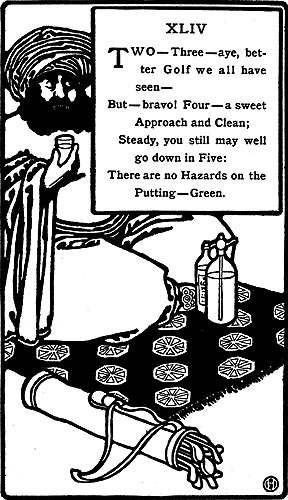 XLIV
TWO—Three—aye, bet-
ter Golf we all have
seen—
But—bravo! Four—a sweet
Approach and Clean;
Steady, you still may well
go down in Five:
There are no Hazards on the
Putting—Green.